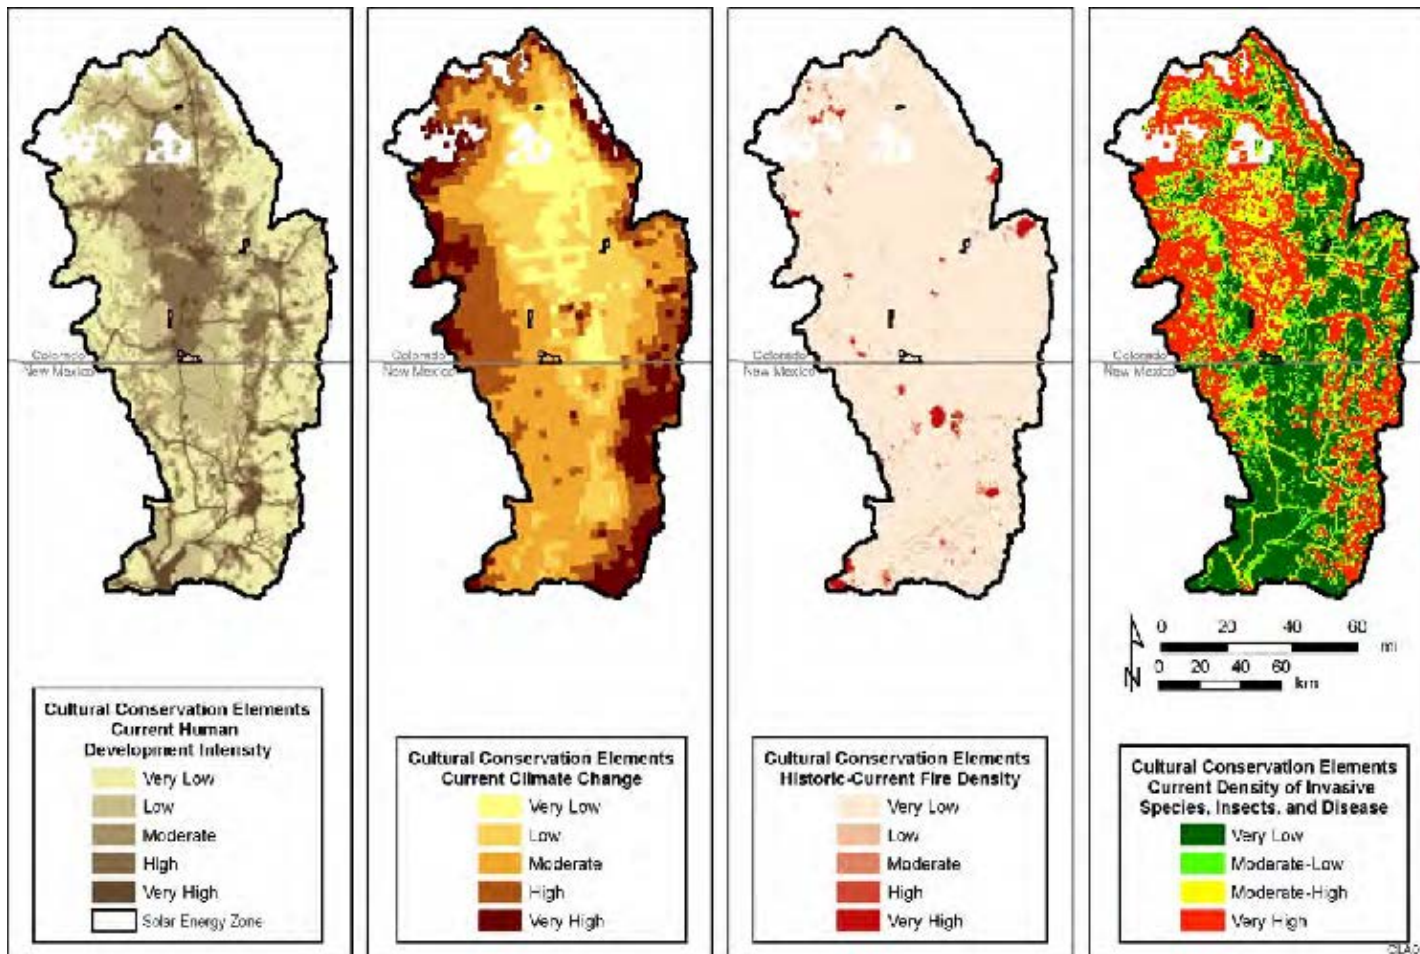 Colorado
New Mexico
Cultural Conservation Elements
Current Human
Development Intensity
Very Low
Low
Moderate
High
Very High
Solar Energy Zone
Colorado
New Mexico
Cultural Conservation Elements
Current Climate Change
Very Low
Low
Moderate
High
Very High
Colorado
New Mexico
Cultural Conservation Elements
Historic-Current Fire Density
Very Low
Low
Moderate
High
Very High
Colorado
New Mexico
0 20 40 60
mi
0 20 40 60
km
N
Cultural Conservation Elements
Current Density of Invasive
Species, Insects, and Disease
Very Low
Moderate-Low
Moderate-High
Very High